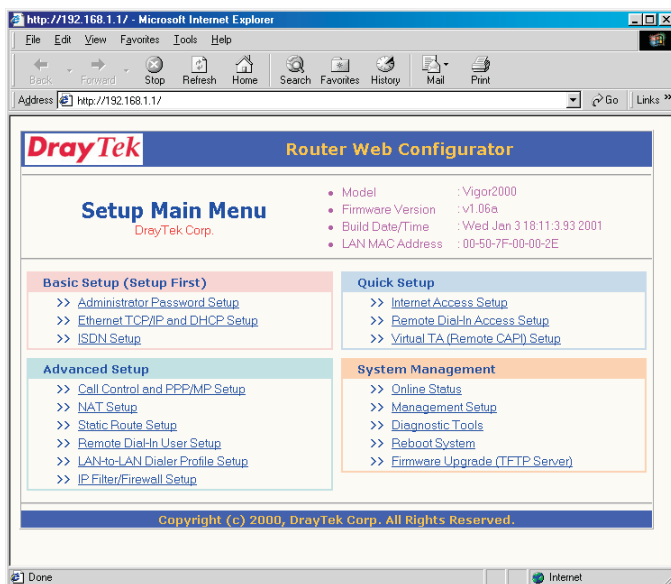 http://192.168.1.1/ - Microsoft Internet Explorer
File Edit View Favorites Tools Help
Back Forward Stop Refresh Home Search Favorites History Mail Print
Address http://192.168.1.1/ Go Links »
DrayTek Router Web Configurator
Setup Main Menu
DrayTek Corp.
• Model : Vigor2000
• Firmware Version : v1.06a
• Build Date/Time : Wed Jan 3 18:11:3.93 2001
• LAN MAC Address : 00-50-7F-00-00-2E
Basic Setup (Setup First)
>> Administrator Password Setup
>> Ethernet TCP/IP and DHCP Setup
>> ISDN Setup
Quick Setup
>> Internet Access Setup
>> Remote Dial-In Access Setup
>> Virtual TA (Remote CAPI) Setup
Advanced Setup
>> Call Control and PPP/MP Setup
>> NAT Setup
>> Static Route Setup
>> Remote Dial-In User Setup
>> LAN-to-LAN Dialer Profile Setup
>> IP Filter/Firewall Setup
System Management
>> Online Status
>> Management Setup
>> Diagnostic Tools
>> Reboot System
>> Firmware Upgrade (TFTP Server)
Copyright (c) 2000, DrayTek Corp. All Rights Reserved.
Done Internet